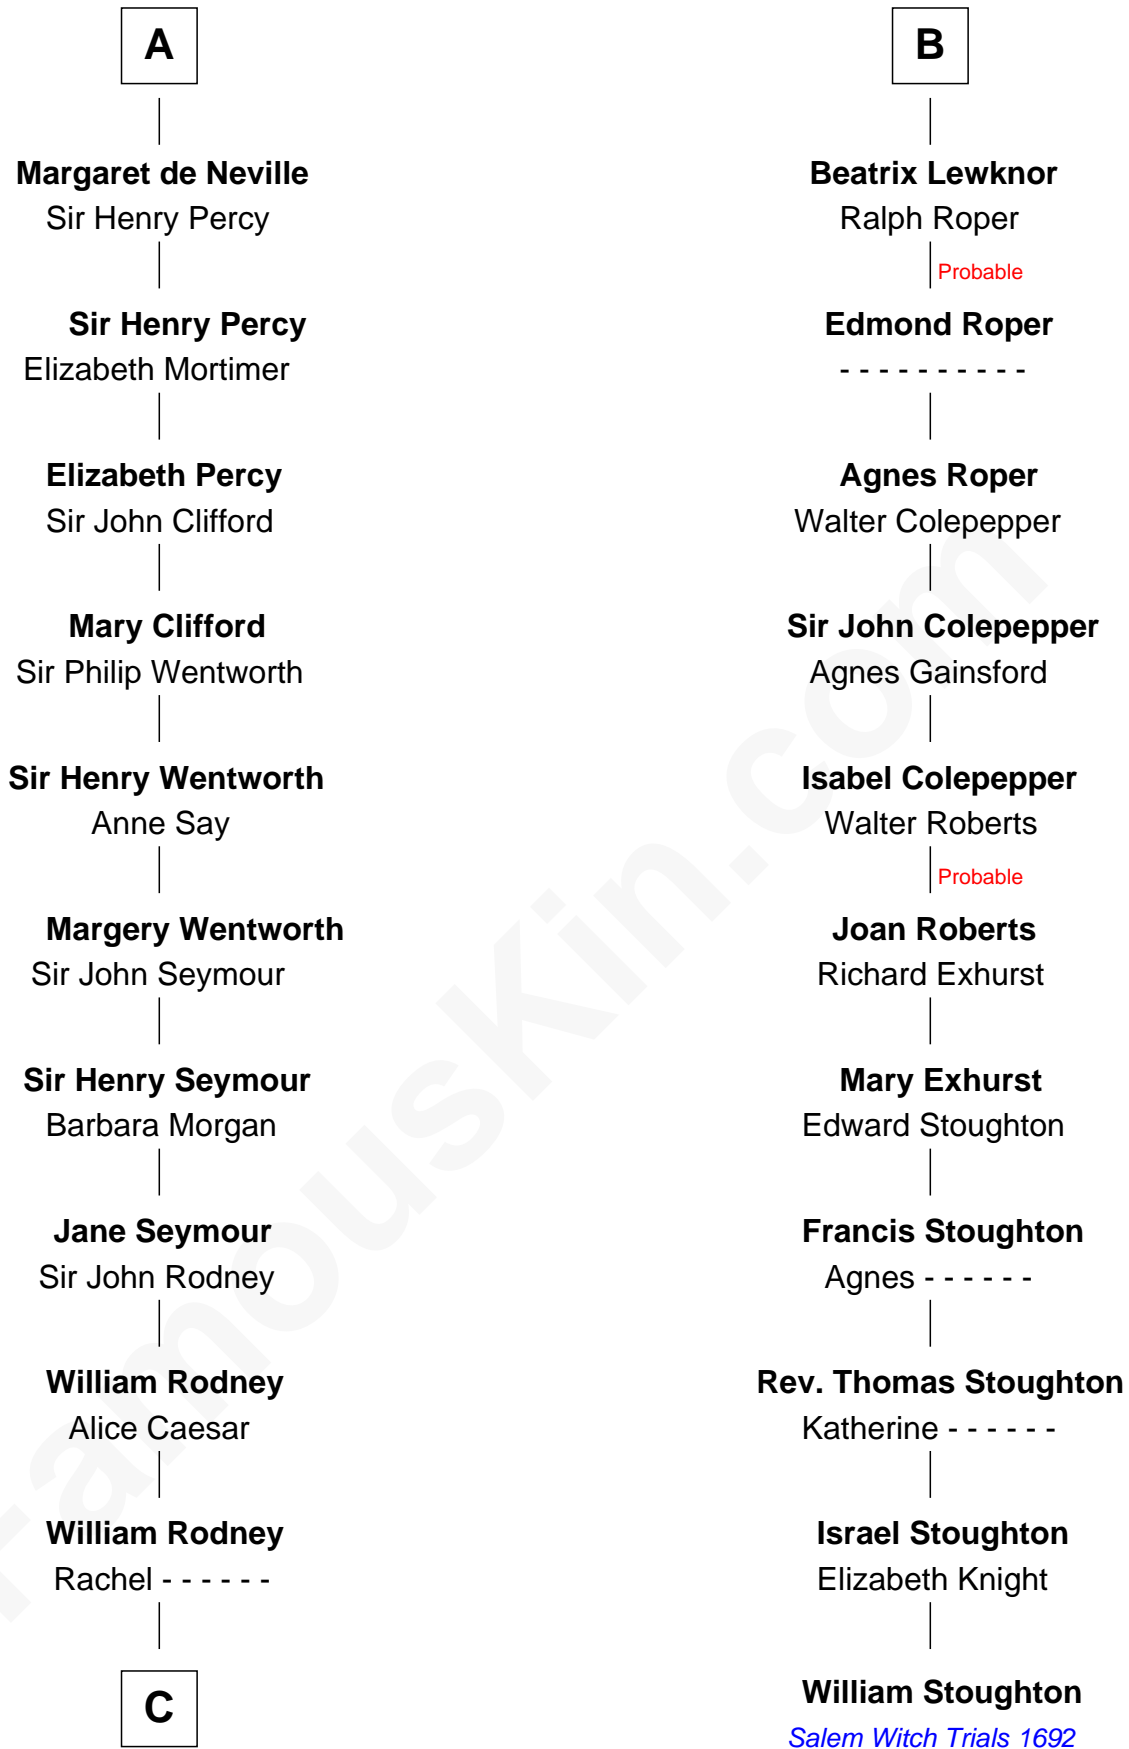 A
Margaret de Neville
Sir Henry Percy
Sir Henry Percy
Elizabeth Mortimer
Elizabeth Percy
Sir John Clifford
Mary Clifford
Sir Philip Wentworth
Sir Henry Wentworth
Anne Say
Margery Wentworth
Sir John Seymour
Sir Henry Seymour
Barbara Morgan
Jane Seymour
Sir John Rodney
William Rodney
Alice Caesar
William Rodney
Rachel - - - - - -
C
B
Beatrix Lewknor
Ralph Roper
Probable
Edmond Roper
- - - - - - - - - -
Agnes Roper
Walter Colepepper
Sir John Colepepper
Agnes Gainsford
Isabel Colepepper
Walter Roberts
Probable
Joan Roberts
Richard Exhurst
Mary Exhurst
Edward Stoughton
Francis Stoughton
Agnes - - - - - -
Rev. Thomas Stoughton
Katherine - - - - - -
Israel Stoughton
Elizabeth Knight
William Stoughton
Salem Witch Trials 1692
FamousKin.com